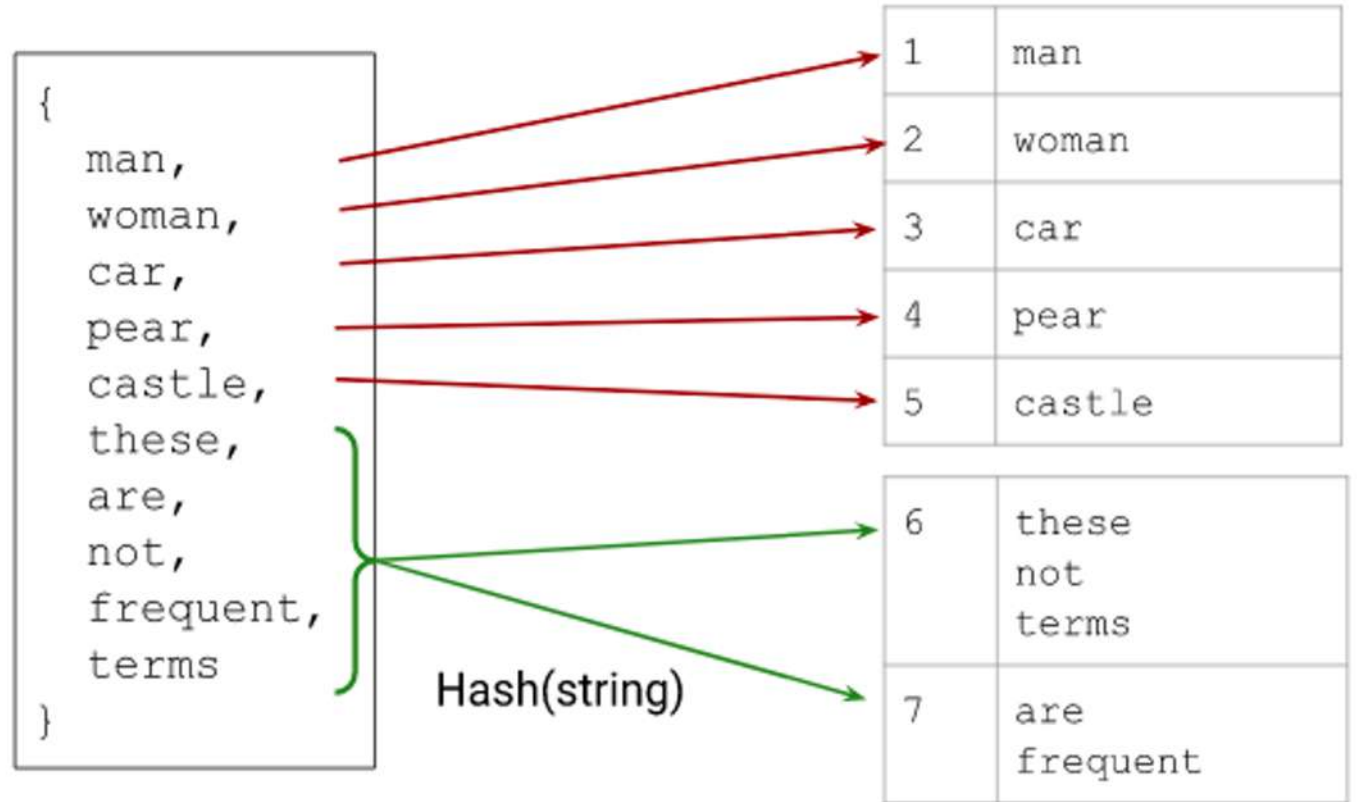 {
man,
woman,
car,
pear,
castle,
these,
are,
not,
frequent,
terms
}
Hash(string)
1 man
2 woman
3 car
4 pear
5 castle
6 these
not
terms
7 are
frequent